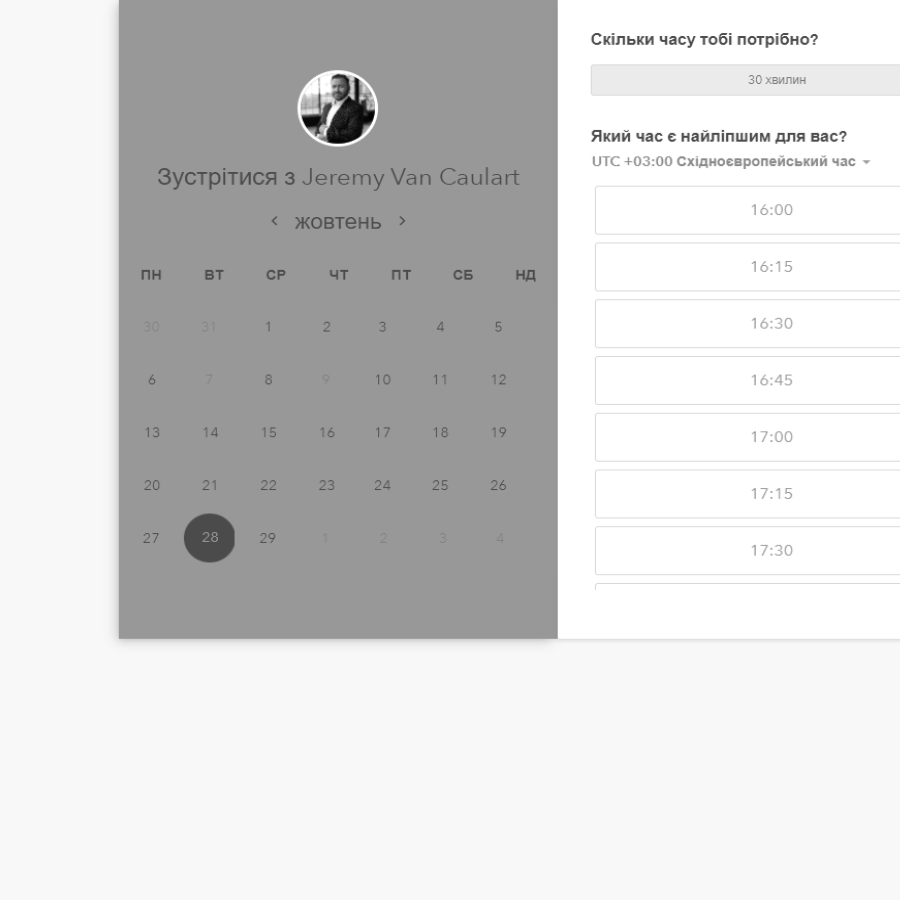 Зустрітися з Jeremy Van Caulart
жовтень
ПН ВТ СР ЧТ ПТ СБ НД
30 31 1 2 3 4 5
6 7 8 9 10 11 12
13 14 15 16 17 18 19
20 21 22 23 24 25 26
27 28 29 1 2 3 4
Скільки часу тобі потрібно?
30 хвилин
Який час є найліпшим для вас?
UTC +03:00 Східноєвропейський час
16:00
16:15
16:30
16:45
17:00
17:15
17:30